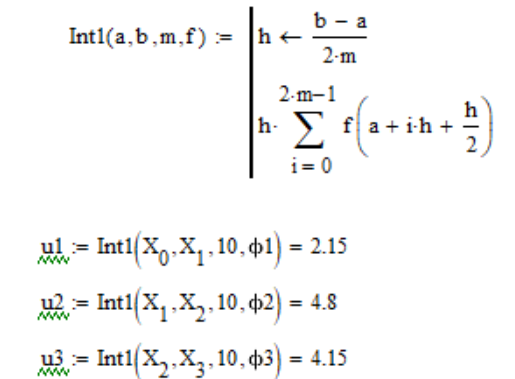 Int1(a,b,m,f) := | h ← (b − a)/(2·m)
h· ∑_{i = 0}^{2·m−1} f(a + i·h + h/2)
u1 := Int1(X_0,X_1,10,ϕ1) = 2.15
u2 := Int1(X_1,X_2,10,ϕ2) = 4.8
u3 := Int1(X_2,X_3,10,ϕ3) = 4.15